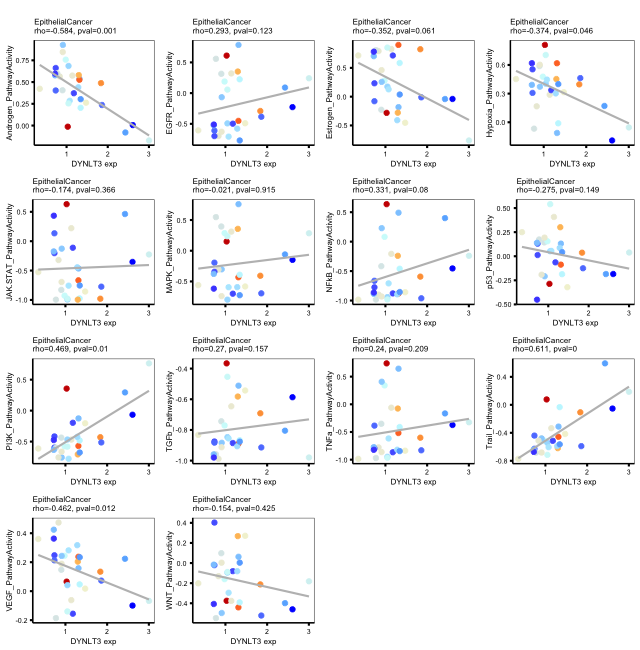 EpithelialCancer
rho=-0.584, pval=0.001
EpithelialCancer
rho=0.293, pval=0.123
EpithelialCancer
rho=-0.352, pval=0.061
EpithelialCancer
rho=-0.374, pval=0.046
Androgen_PathwayActivity
0.75
0.50
0.25
0.00
1
2
3
DYNLT3 exp
EGFR_PathwayActivity
0.5
0.0
-0.5
1
2
3
DYNLT3 exp
Estrogen_PathwayActivity
0.5
0.0
-0.5
1
2
3
DYNLT3 exp
Hypoxia_PathwayActivity
0.6
0.3
0.0
1
2
3
DYNLT3 exp
EpithelialCancer
rho=-0.174, pval=0.366
EpithelialCancer
rho=-0.021, pval=0.915
EpithelialCancer
rho=0.331, pval=0.08
EpithelialCancer
rho=-0.275, pval=0.149
JAK-STAT_PathwayActivity
0.5
0.0
-0.5
-1.0
1
2
3
DYNLT3 exp
MAPK_PathwayActivity
0.5
0.0
-0.5
1
2
3
DYNLT3 exp
NFkB_PathwayActivity
0.5
0.0
-0.5
-1.0
1
2
3
DYNLT3 exp
p53_PathwayActivity
0.50
0.25
0.00
-0.25
-0.50
1
2
3
DYNLT3 exp
EpithelialCancer
rho=0.469, pval=0.01
EpithelialCancer
rho=0.27, pval=0.157
EpithelialCancer
rho=0.24, pval=0.209
EpithelialCancer
rho=0.611, pval=0
PI3K_PathwayActivity
0.5
0.0
-0.5
1
2
3
DYNLT3 exp
TGFb_PathwayActivity
-0.4
-0.6
-0.8
-1.0
1
2
3
DYNLT3 exp
TNFa_PathwayActivity
0.5
0.0
-0.5
-1.0
1
2
3
DYNLT3 exp
Trail_PathwayActivity
0.4
0.0
-0.4
-0.8
1
2
3
DYNLT3 exp
EpithelialCancer
rho=-0.462, pval=0.012
EpithelialCancer
rho=-0.154, pval=0.425
VEGF_PathwayActivity
0.4
0.2
0.0
-0.2
1
2
3
DYNLT3 exp
WNT_PathwayActivity
0.4
0.2
0.0
-0.2
-0.4
1
2
3
DYNLT3 exp